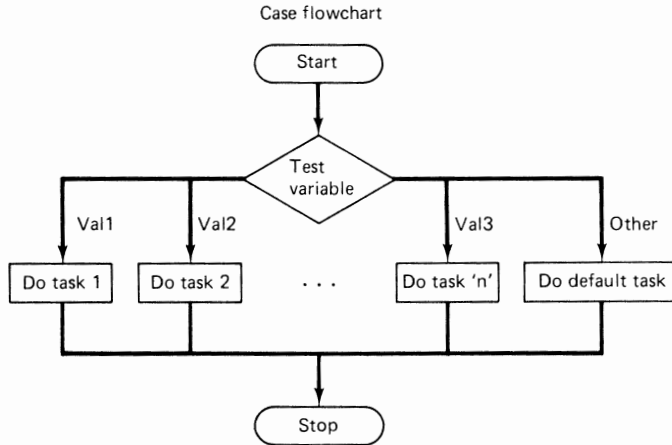 Case flowchart
Start
Test
variable
Val1
Val2
Val3
Other
Do task 1
Do task 2
. . .
Do task 'n'
Do default task
Stop